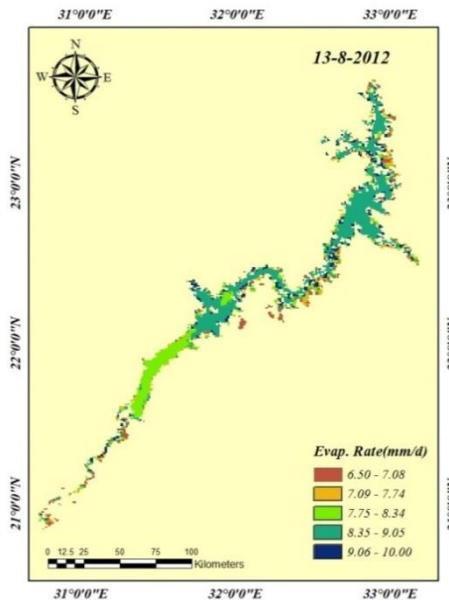 31°0'0"E 32°0'0"E 33°0'0"E
13-8-2012
N
W E
S
23°0'0"N
22°0'0"N
21°0'0"N
Evap. Rate(mm/d)
6.50 - 7.08
7.09 - 7.74
7.75 - 8.34
8.35 - 9.05
9.06 - 10.00
0 12.5 25 50 75 100
Kilometers
31°0'0"E 32°0'0"E 33°0'0"E